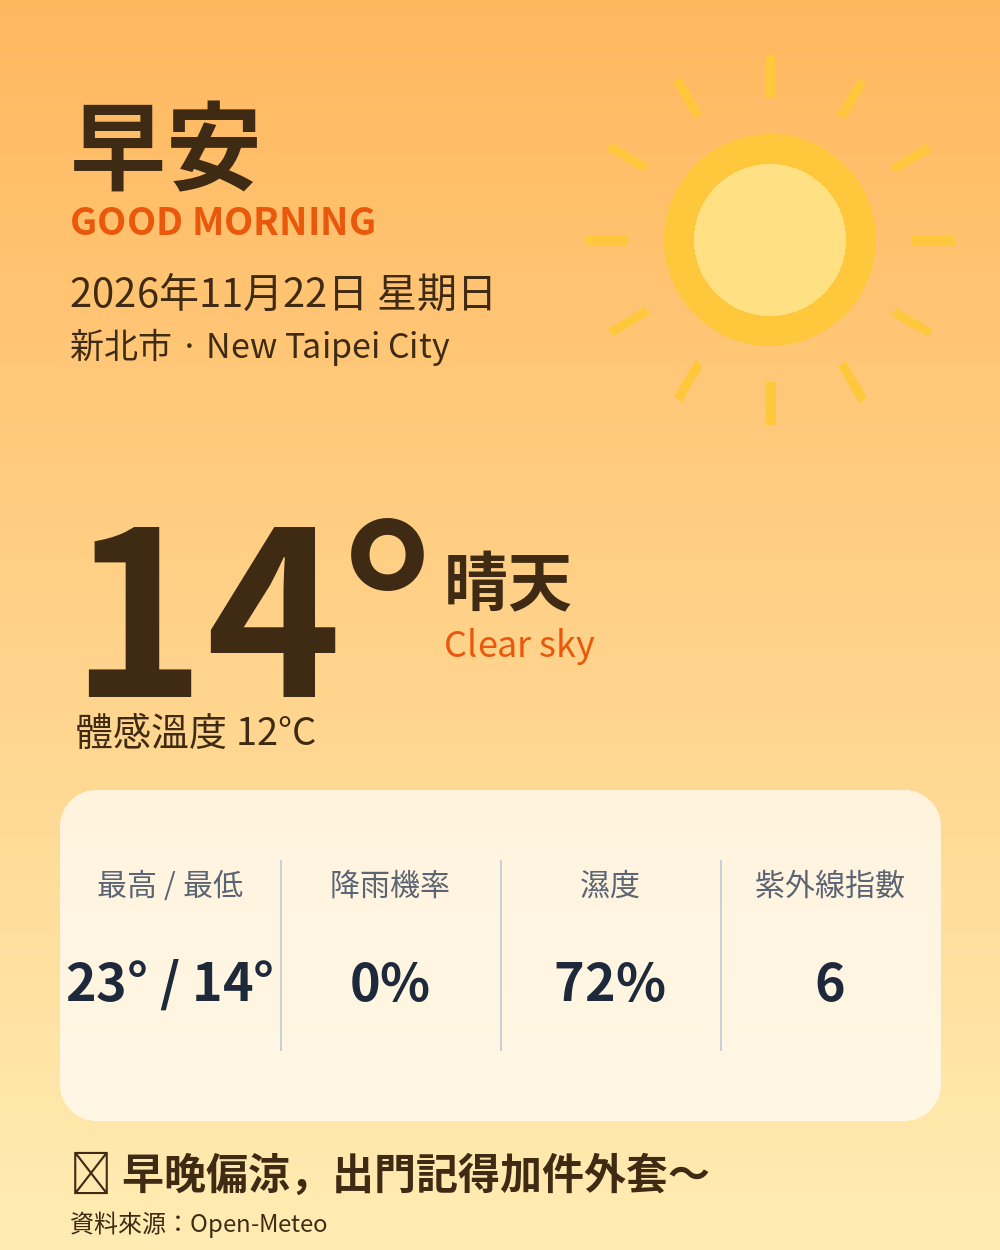 早安
GOOD MORNING
2026年11月22日 星期日
新北市 · New Taipei City
14°
晴天
Clear sky
體感溫度 12°C
最高 / 最低
降雨機率
濕度
紫外線指數
23° / 14°
0%
72%
6
早晚偏涼，出門記得加件外套～
資料來源：Open-Meteo